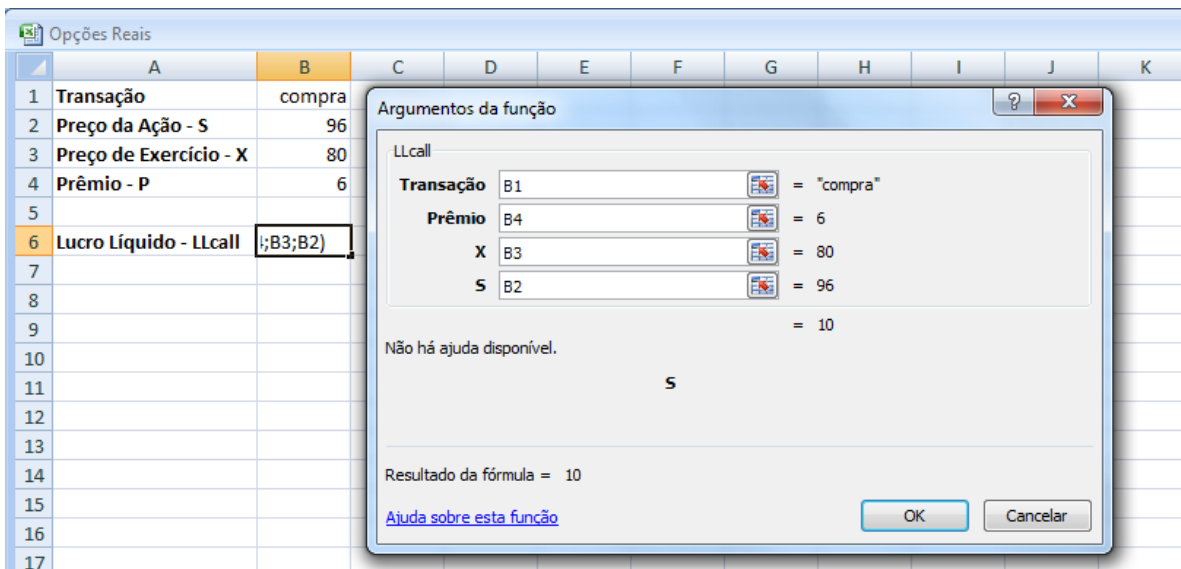 Opções Reais
A B C D E F G H I J K
1 Transação compra
2 Preço da Ação - S 96
3 Preço de Exercício - X 80
4 Prêmio - P 6
5
6 Lucro Líquido - LLcall ;B3;B2)
7
8
9
10
11
12
13
14
15
16
17
Argumentos da função
LLcall
Transação B1 = "compra"
Prêmio B4 = 6
X B3 = 80
S B2 = 96
= 10
Não há ajuda disponível.
S
Resultado da fórmula = 10
Ajuda sobre esta função
OK Cancelar